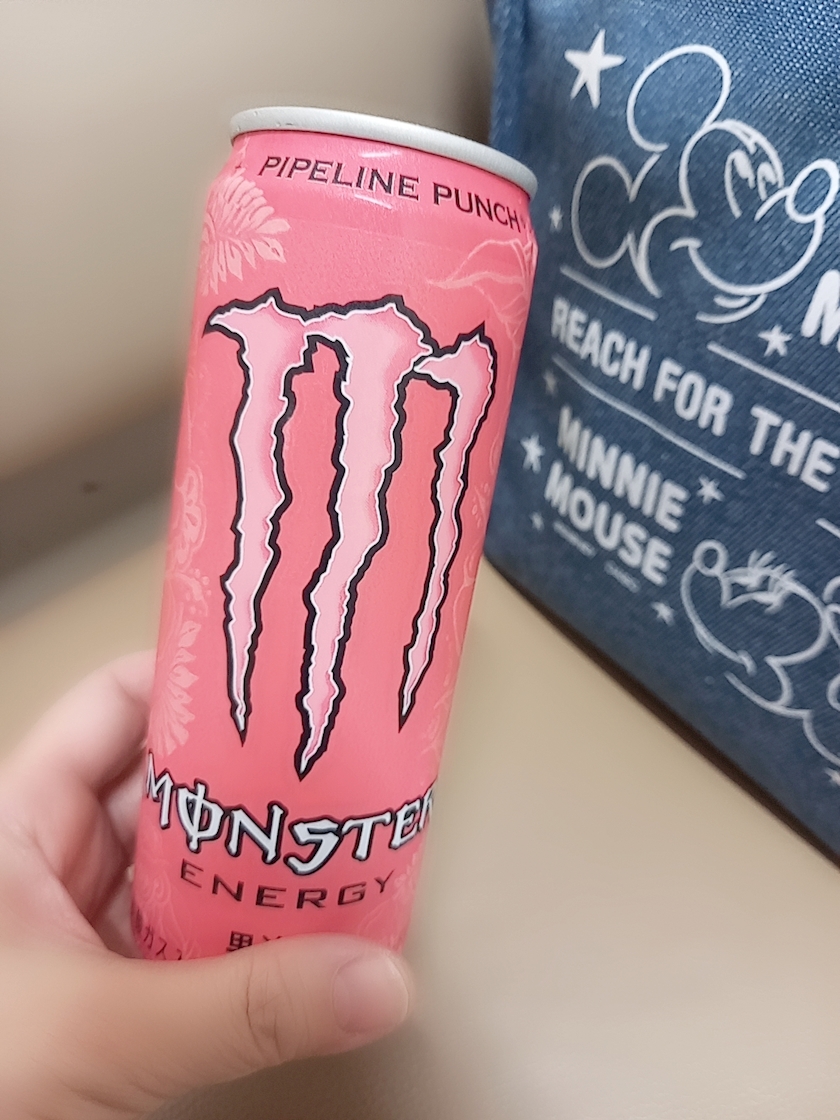 PIPELINE PUNCH
MONSTER
ENERGY
REACH FOR THE
MINNIE
MOUSE